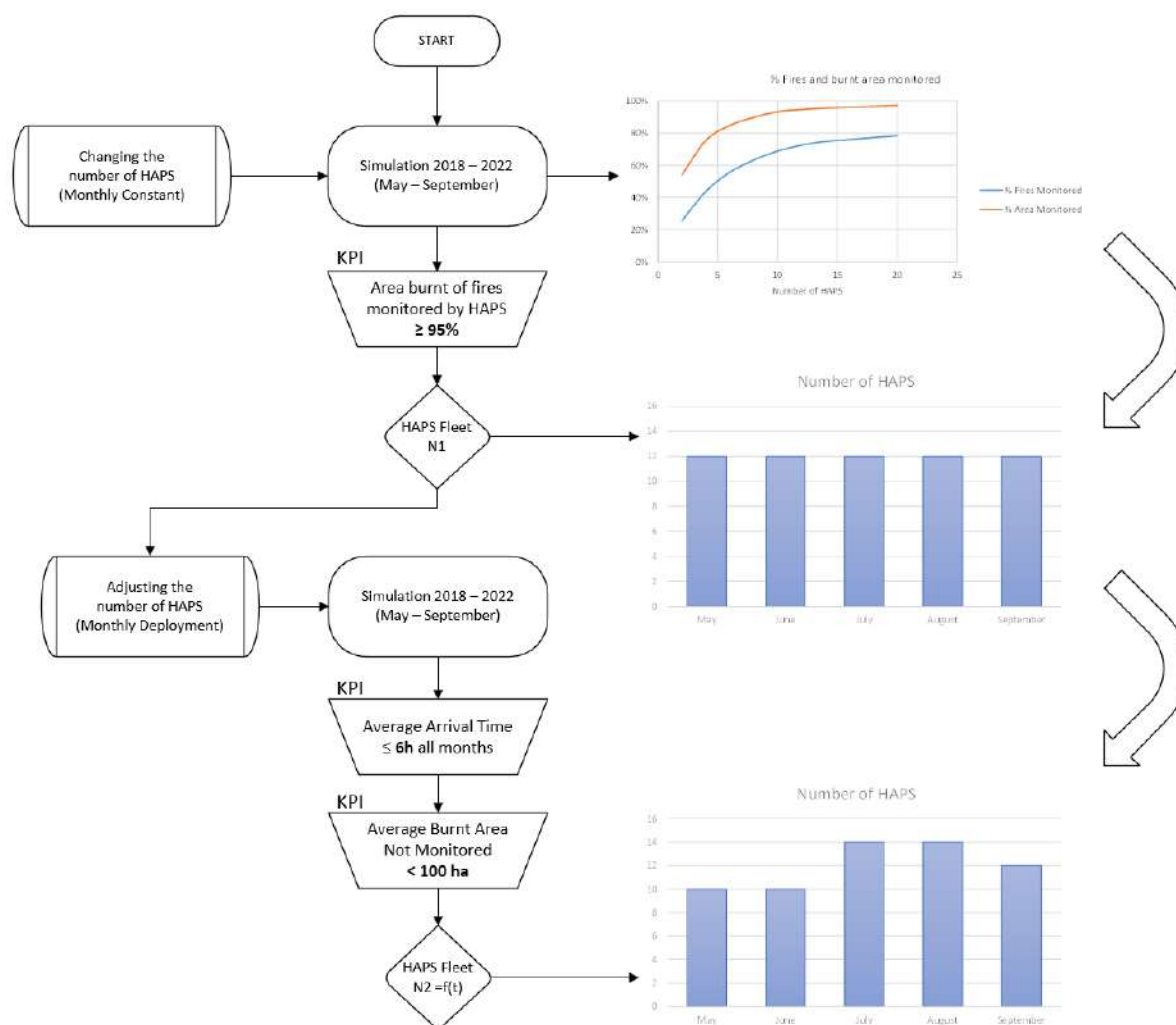 START
Changing the
number of HAPS
(Monthly Constant)
Simulation 2018 – 2022
(May – September)
% Fires and burnt area monitored
100%
80%
60%
40%
20%
0%
0 5 10 15 20 25
Number of HAPS
% Fires Monitored
% Area Monitored
KPI
Area burnt of fires
monitored by HAPS
≥ 95%
HAPS Fleet
N1
Number of HAPS
16
14
12
10
8
6
4
2
0
May June July August September
Adjusting the
number of HAPS
(Monthly Deployment)
Simulation 2018 – 2022
(May – September)
KPI
Average Arrival Time
≤ 6h all months
KPI
Average Burnt Area
Not Monitored
< 100 ha
HAPS Fleet
N2 =f(t)
Number of HAPS
16
14
12
10
8
6
4
2
0
May June July August September